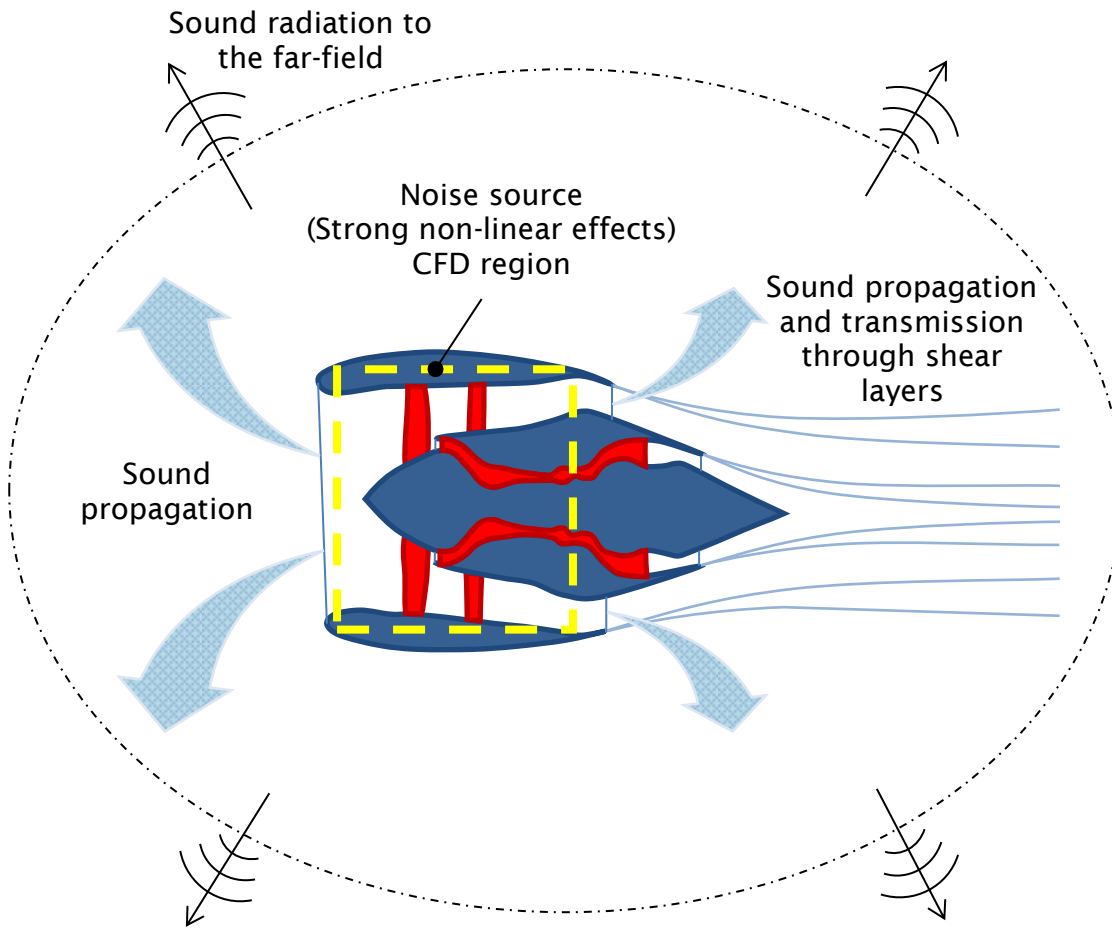 Sound radiation to
the far-field
Noise source
(Strong non-linear effects)
CFD region
Sound propagation
and transmission
through shear
layers
Sound
propagation